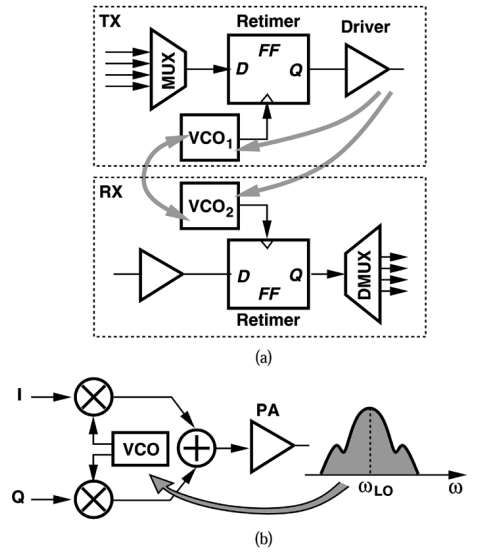 TX
Retimer
Driver
MUX
FF
D
Q
VCO1
RX
VCO2
D
Q
FF
DMUX
Retimer
(a)
I
PA
VCO
Q
ωLO
ω
(b)